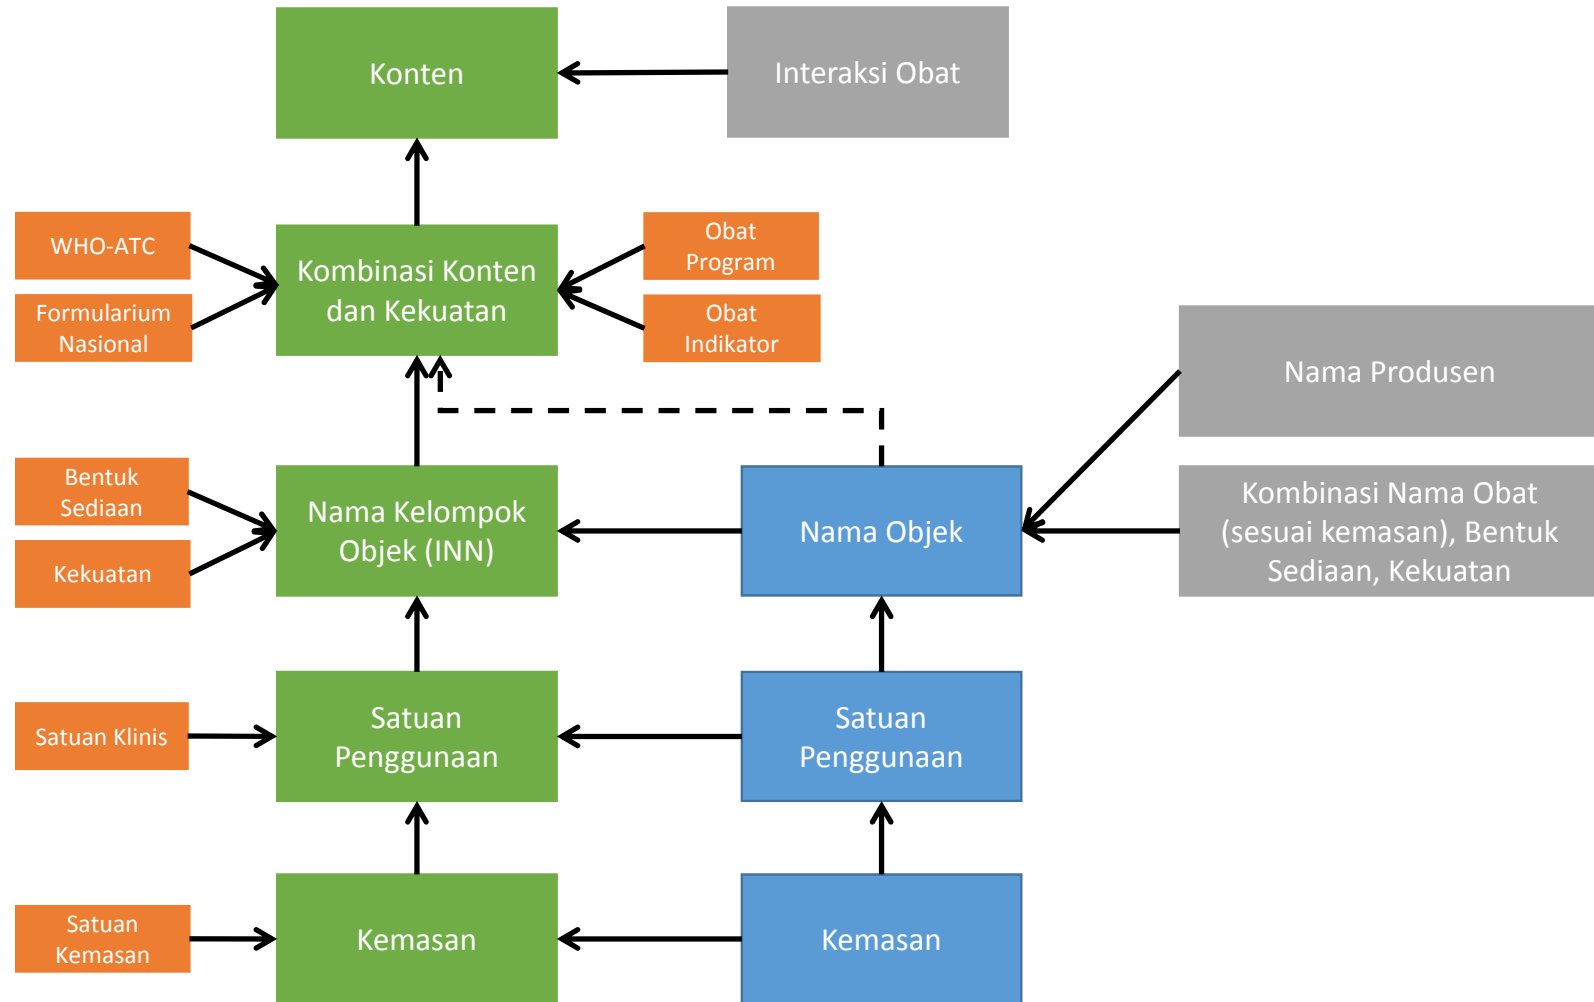 Konten
Interaksi Obat
WHO-ATC
Formularium
Nasional
Kombinasi Konten
dan Kekuatan
Obat
Program
Obat
Indikator
Nama Produsen
Bentuk
Sediaan
Kekuatan
Nama Kelompok
Objek (INN)
Nama Objek
Kombinasi Nama Obat
(sesuai kemasan), Bentuk
Sediaan, Kekuatan
Satuan Klinis
Satuan
Penggunaan
Satuan
Penggunaan
Satuan
Kemasan
Kemasan
Kemasan